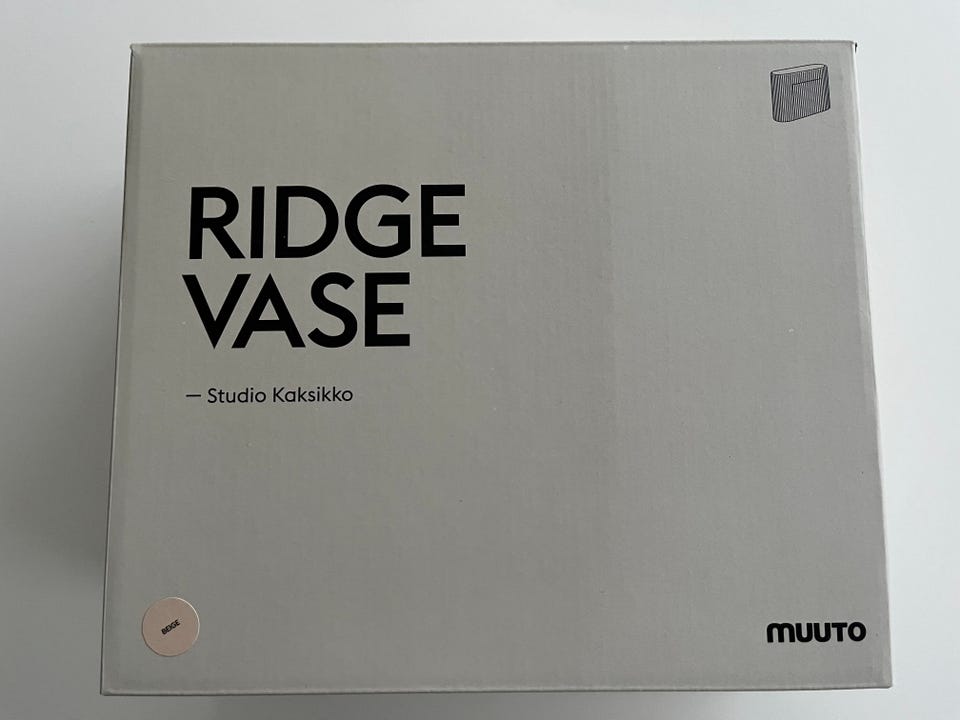 RIDGE
VASE
— Studio Kaksikko
BEIGE
muuto